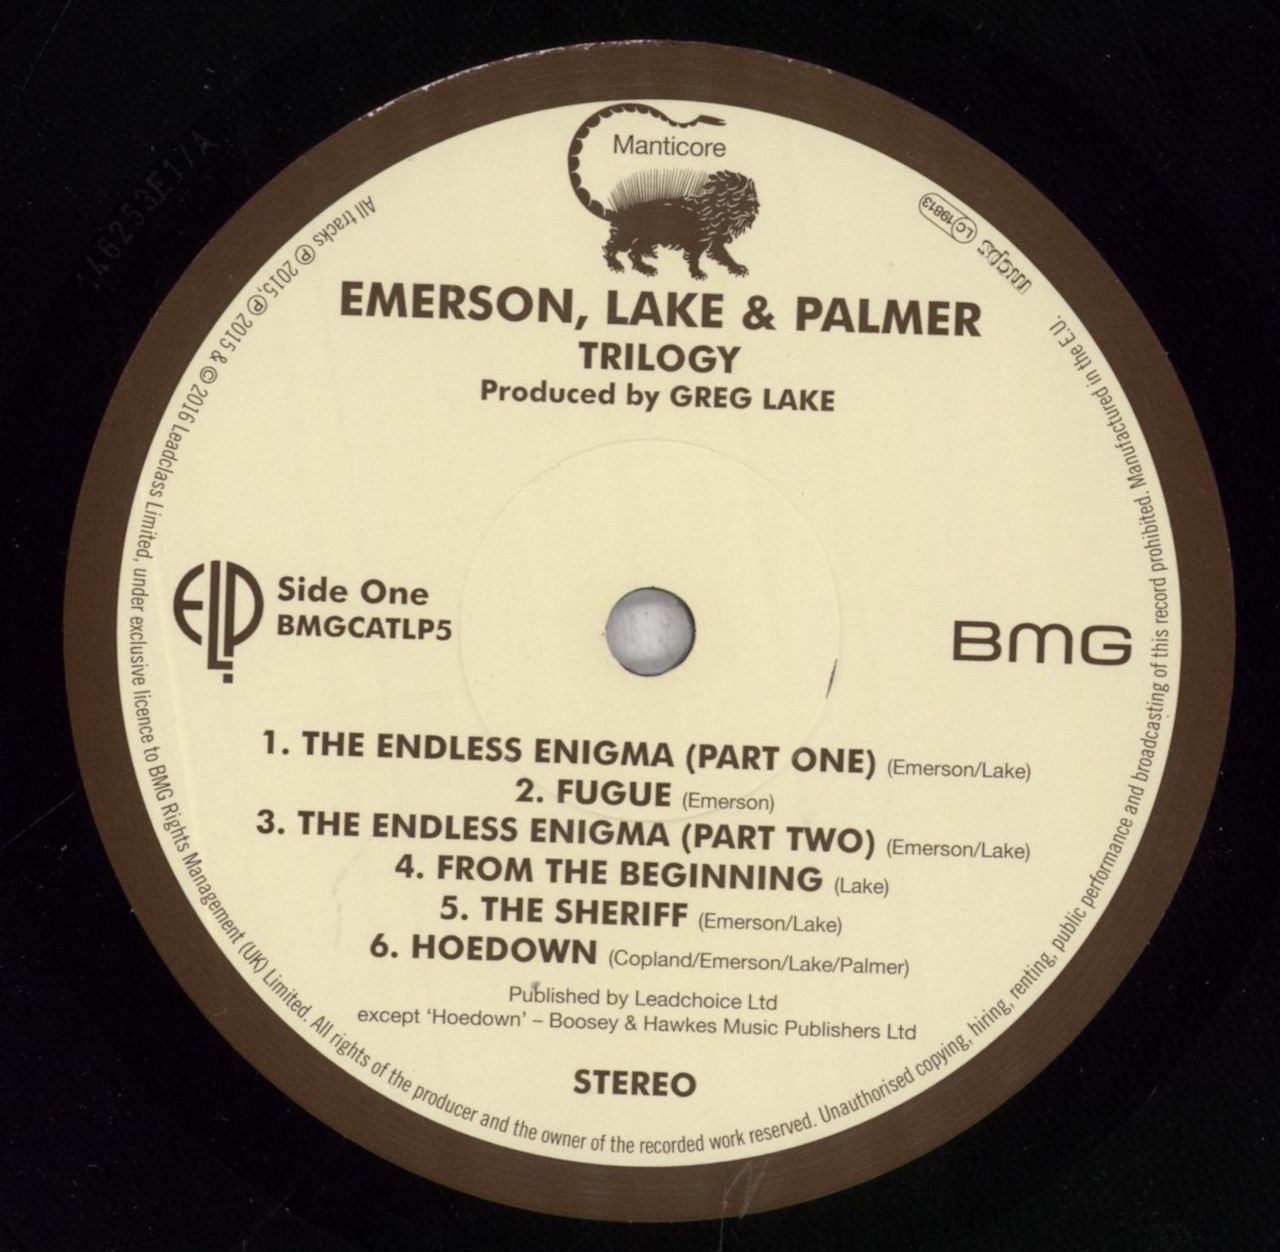 Manticore
EMERSON, LAKE & PALMER
TRILOGY
Produced by GREG LAKE
ELP.
Side One
BMGCATLP5
BMG
1. THE ENDLESS ENIGMA (PART ONE) (Emerson/Lake)
2. FUGUE (Emerson)
3. THE ENDLESS ENIGMA (PART TWO) (Emerson/Lake)
4. FROM THE BEGINNING (Lake)
5. THE SHERIFF (Emerson/Lake)
6. HOEDOWN (Copland/Emerson/Lake/Palmer)
Published by Leadchoice Ltd
except ‘Hoedown’ – Boosey & Hawkes Music Publishers Ltd
STEREO
All tracks ℗ 2015, ℗ 2015 & © 2016 Leadclass Limited, under exclusive licence to BMG Rights Management (UK) Limited. All rights of the producer and the owner of the recorded work reserved. Unauthorised copying, hiring, renting, public performance and broadcasting of this record prohibited. Manufactured in the E.U.
mcps
LC 19813